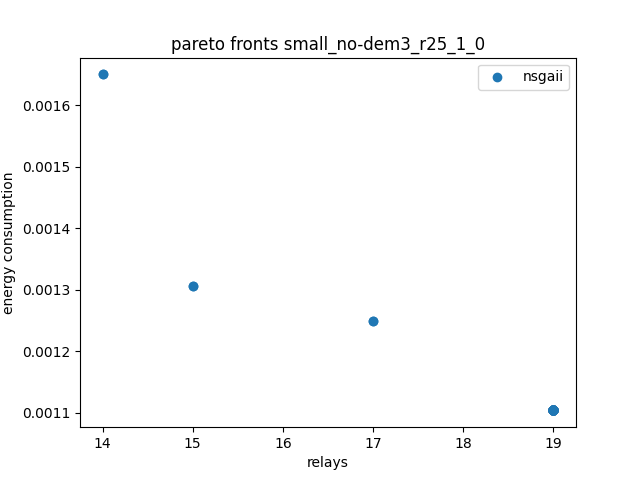 pareto fronts small_no-dem3_r25_1_0
nsgaii
0.0016
0.0015
0.0014
0.0013
0.0012
0.0011
energy consumption
14 15 16 17 18 19
relays